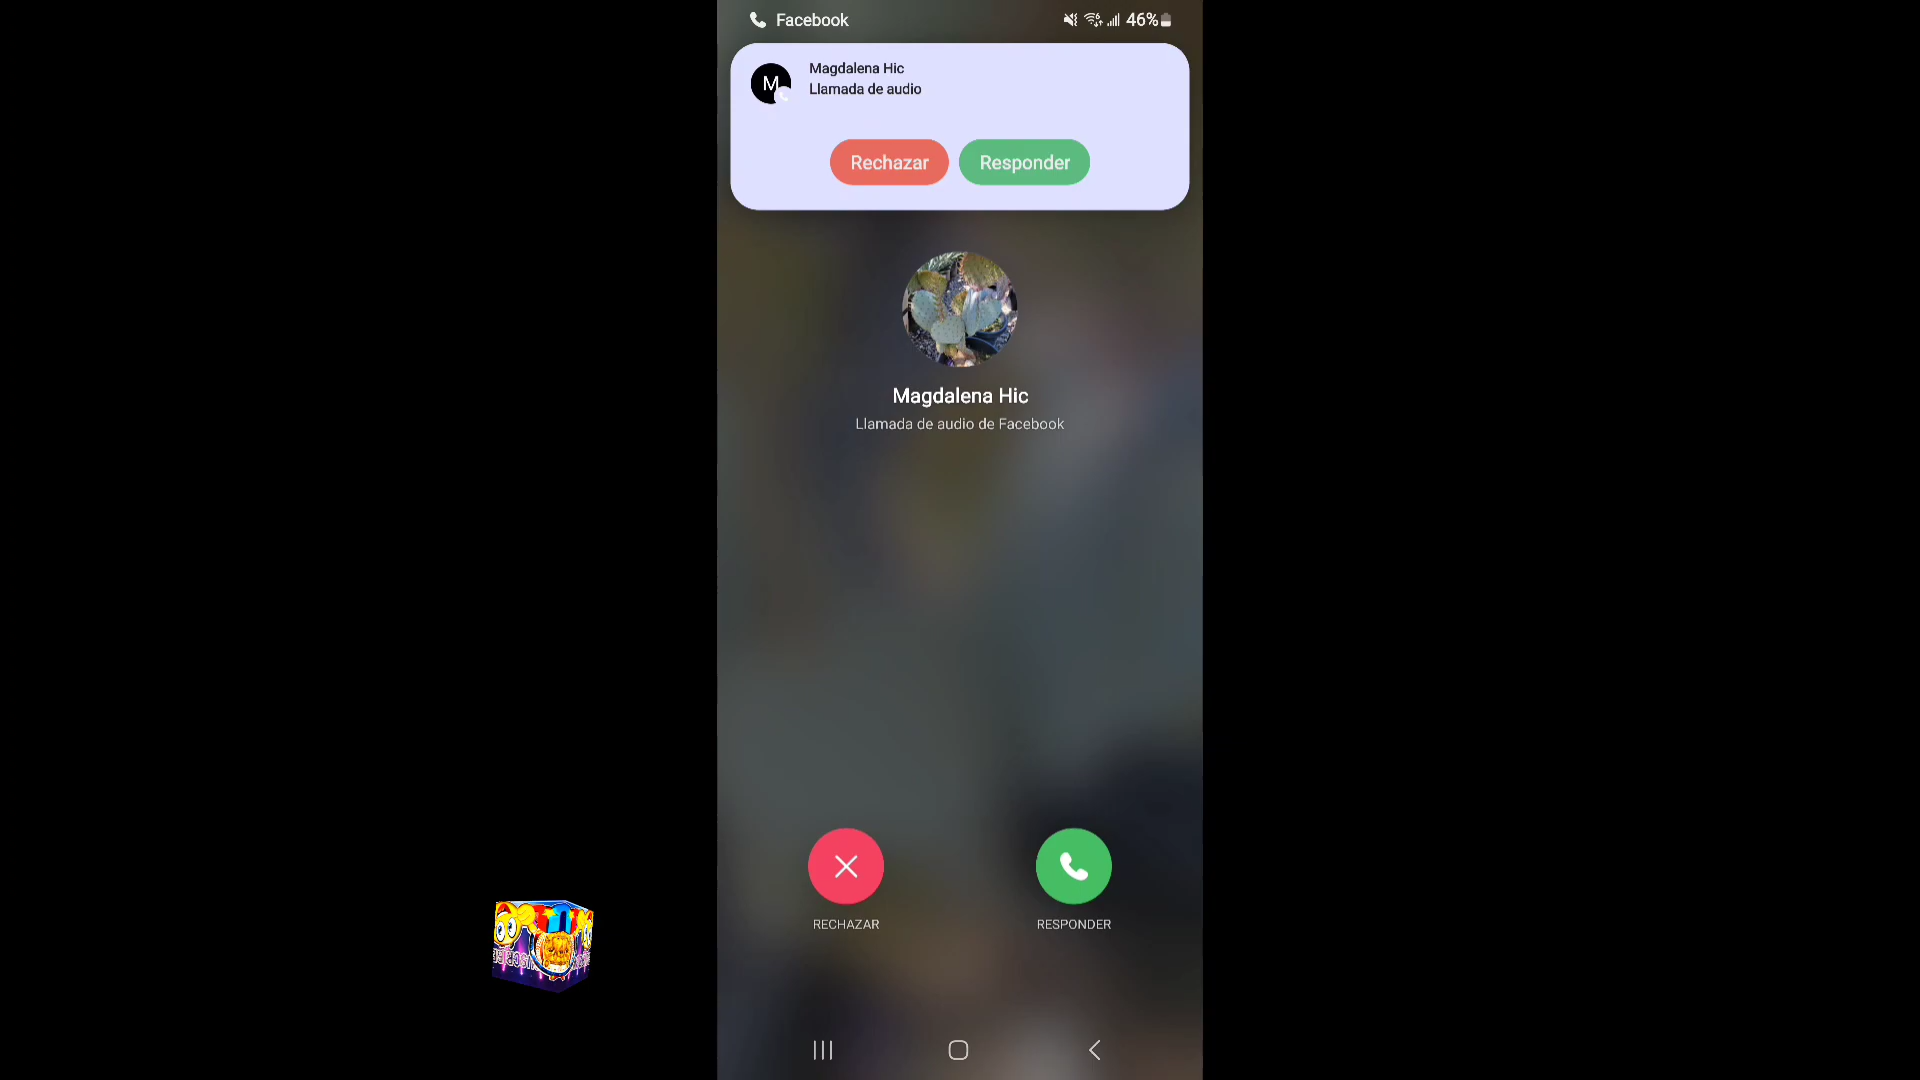 Facebook
46%
Magdalena Hic
M
Llamada de audio
Rechazar
Responder
Magdalena Hic
Llamada de audio de Facebook
RECHAZAR
RESPONDER